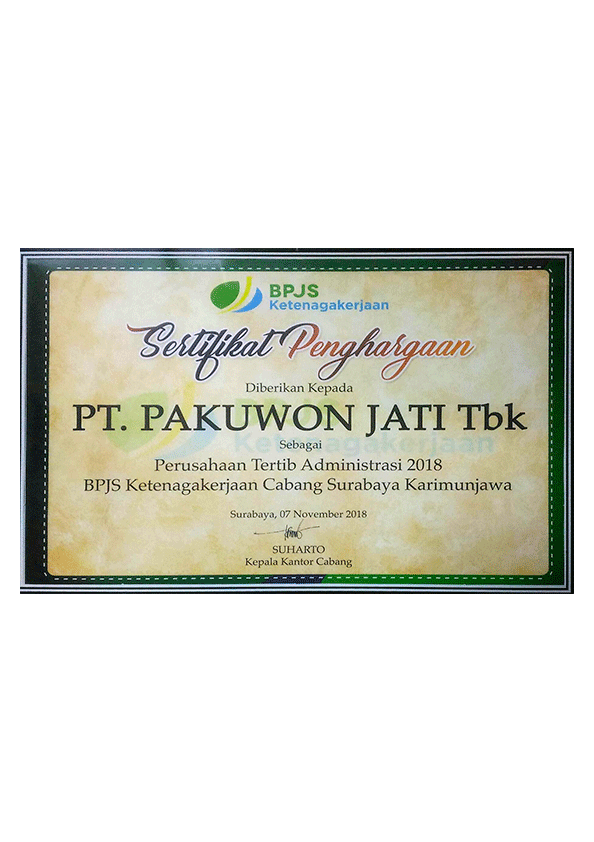 BPJS
Ketenagakerjaan
Sertifikat Penghargaan
Diberikan Kepada
PT. PAKUWON JATI Tbk
Sebagai
Perusahaan Tertib Administrasi 2018
BPJS Ketenagakerjaan Cabang Surabaya Karimunjawa
Surabaya, 07 November 2018
SUHARTO
Kepala Kantor Cabang